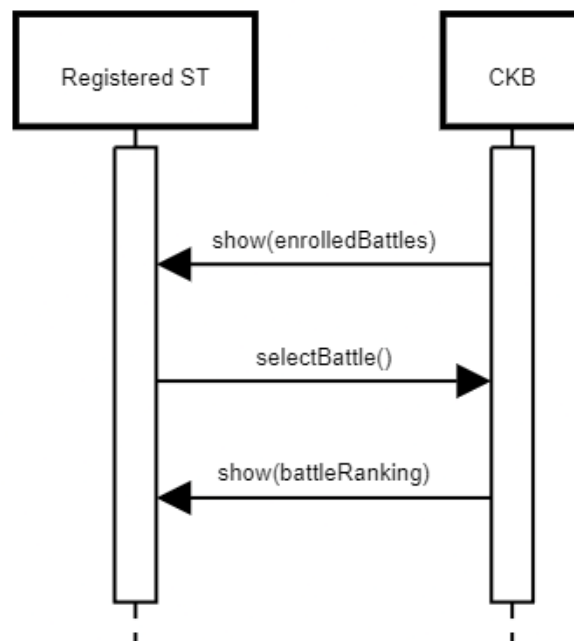 Registered ST
CKB
show(enrolledBattles)
selectBattle()
show(battleRanking)